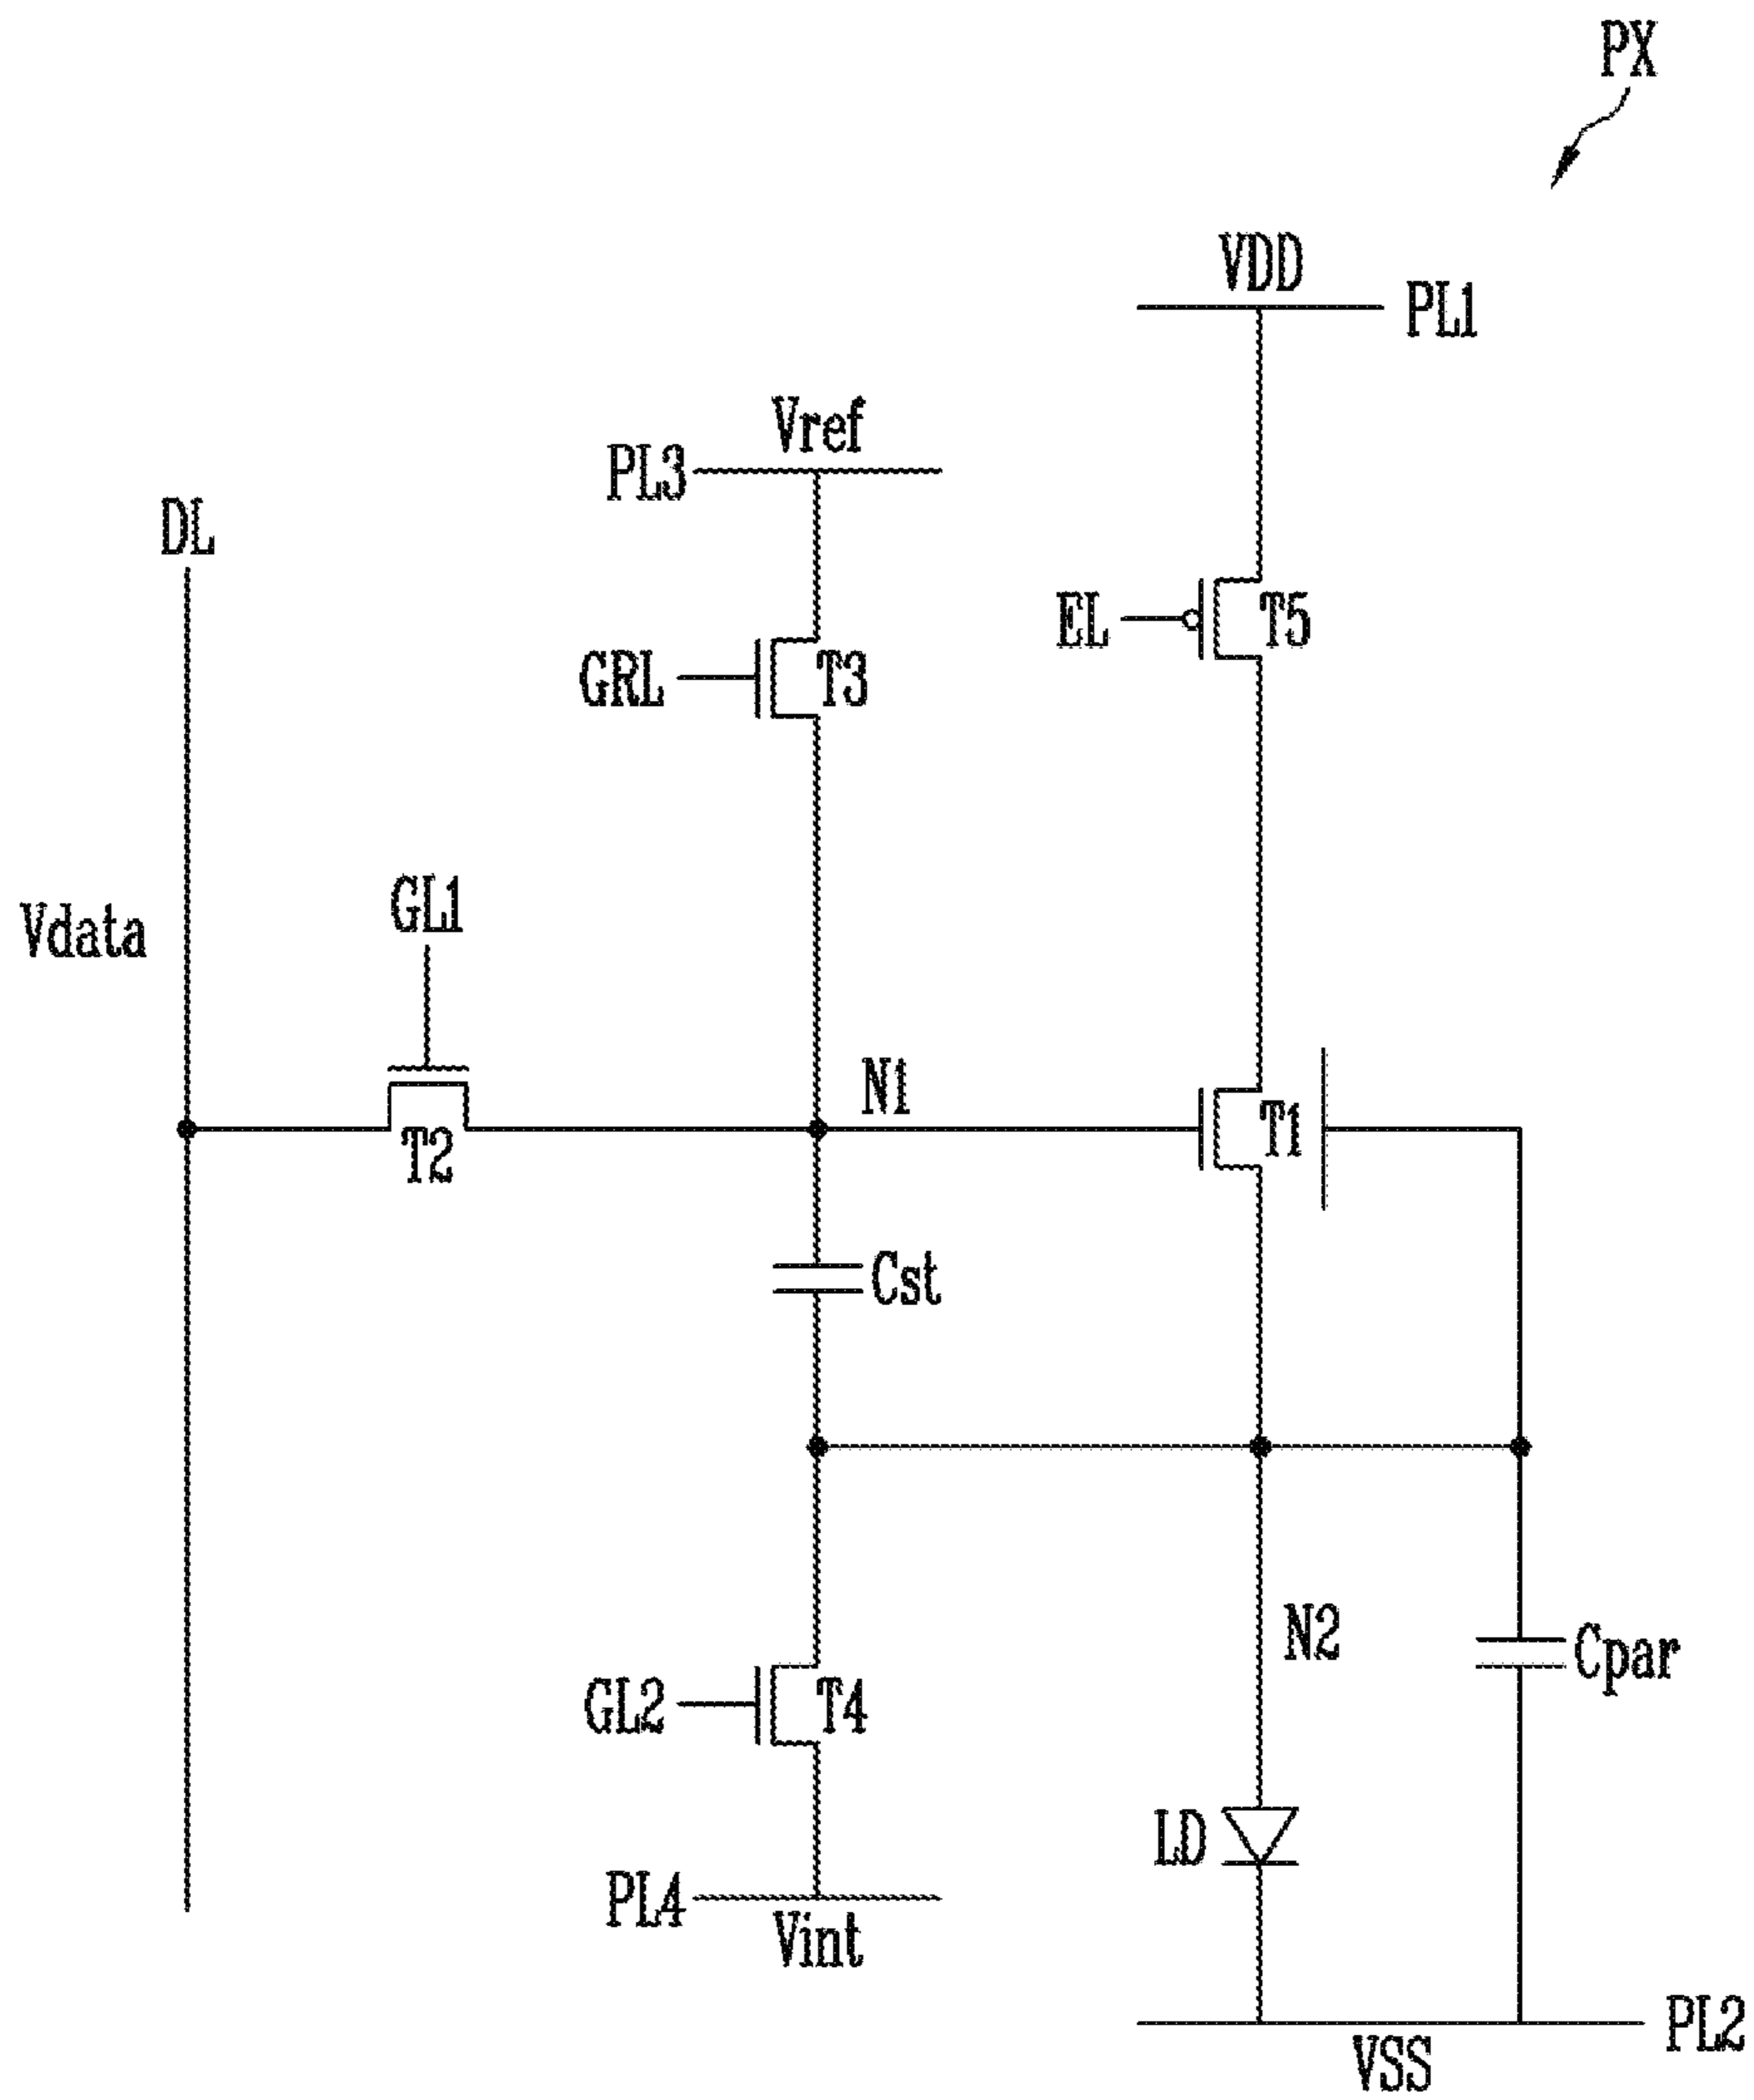 PX
VDD
PL1
Vref
PL3
DL
EL
T5
GRL
T3
GL1
Vdata
N1
T1
T2
Cst
N2
Cpar
GL2
T4
LD
PL4
Vint
PL2
VSS